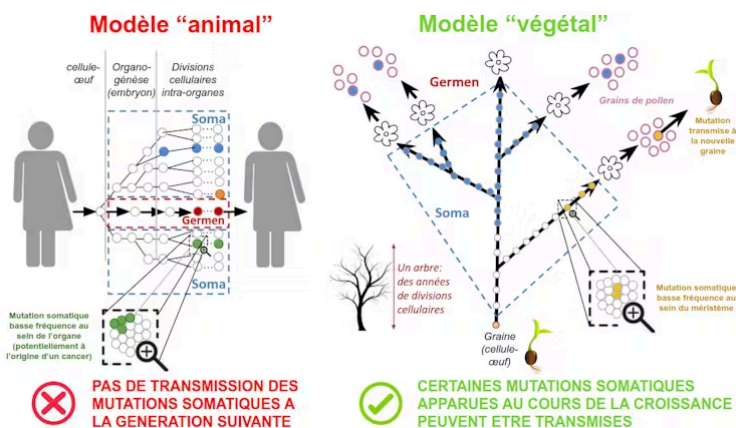 Modèle “animal”
cellule-
œuf
Organo-
génèse
(embryon)
Divisions
cellulaires
intra-organes
Soma
Germen
Soma
Mutation somatique
basse fréquence au
sein de l'organe
(potentiellement à
l'origine d'un cancer)
PAS DE TRANSMISSION DES
MUTATIONS SOMATIQUES A
LA GENERATION SUIVANTE
Modèle “végétal”
Germen
Grains de pollen
Mutation
transmise à
la nouvelle
graine
Soma
Un arbre:
des années
de divisions
cellulaires
Graine
(cellule-
œuf)
Mutation somatique
basse fréquence au
sein du méristème
CERTAINES MUTATIONS SOMATIQUES
APPARUES AU COURS DE LA CROISSANCE
PEUVENT ETRE TRANSMISES